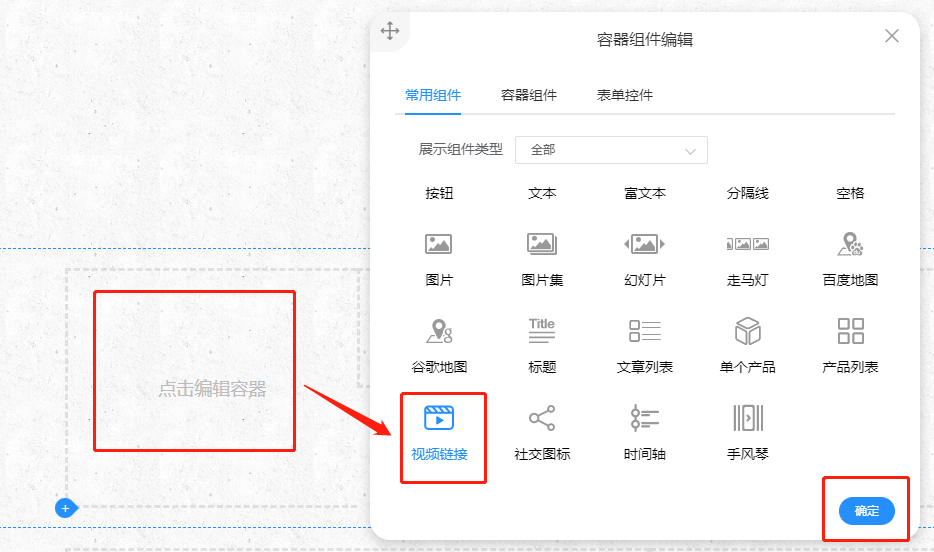 容器组件编辑
常用组件 容器组件 表单控件
展示组件类型 全部
按钮 文本 富文本 分隔线 空格
图片 图片集 幻灯片 走马灯 百度地图
Title
谷歌地图 标题 文章列表 单个产品 产品列表
点击编辑容器
视频链接 社交图标 时间轴 手风琴
确定